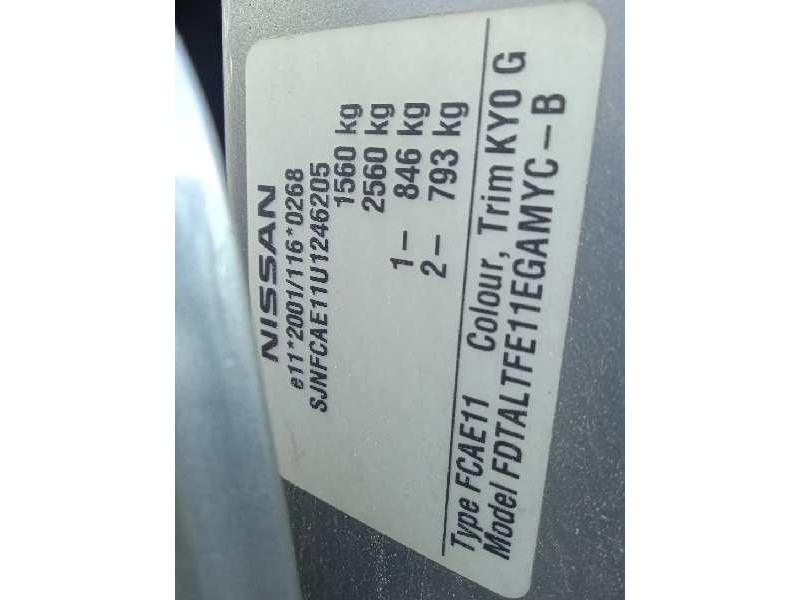 NISSAN
e11*2001/116*0268
SJNFCAE11U1246205
1560 kg
2560 kg
1– 846 kg
2– 793 kg
Type FCAE11 Colour, Trim KY0 G
Model FDTALTFE11EGAMYC–B